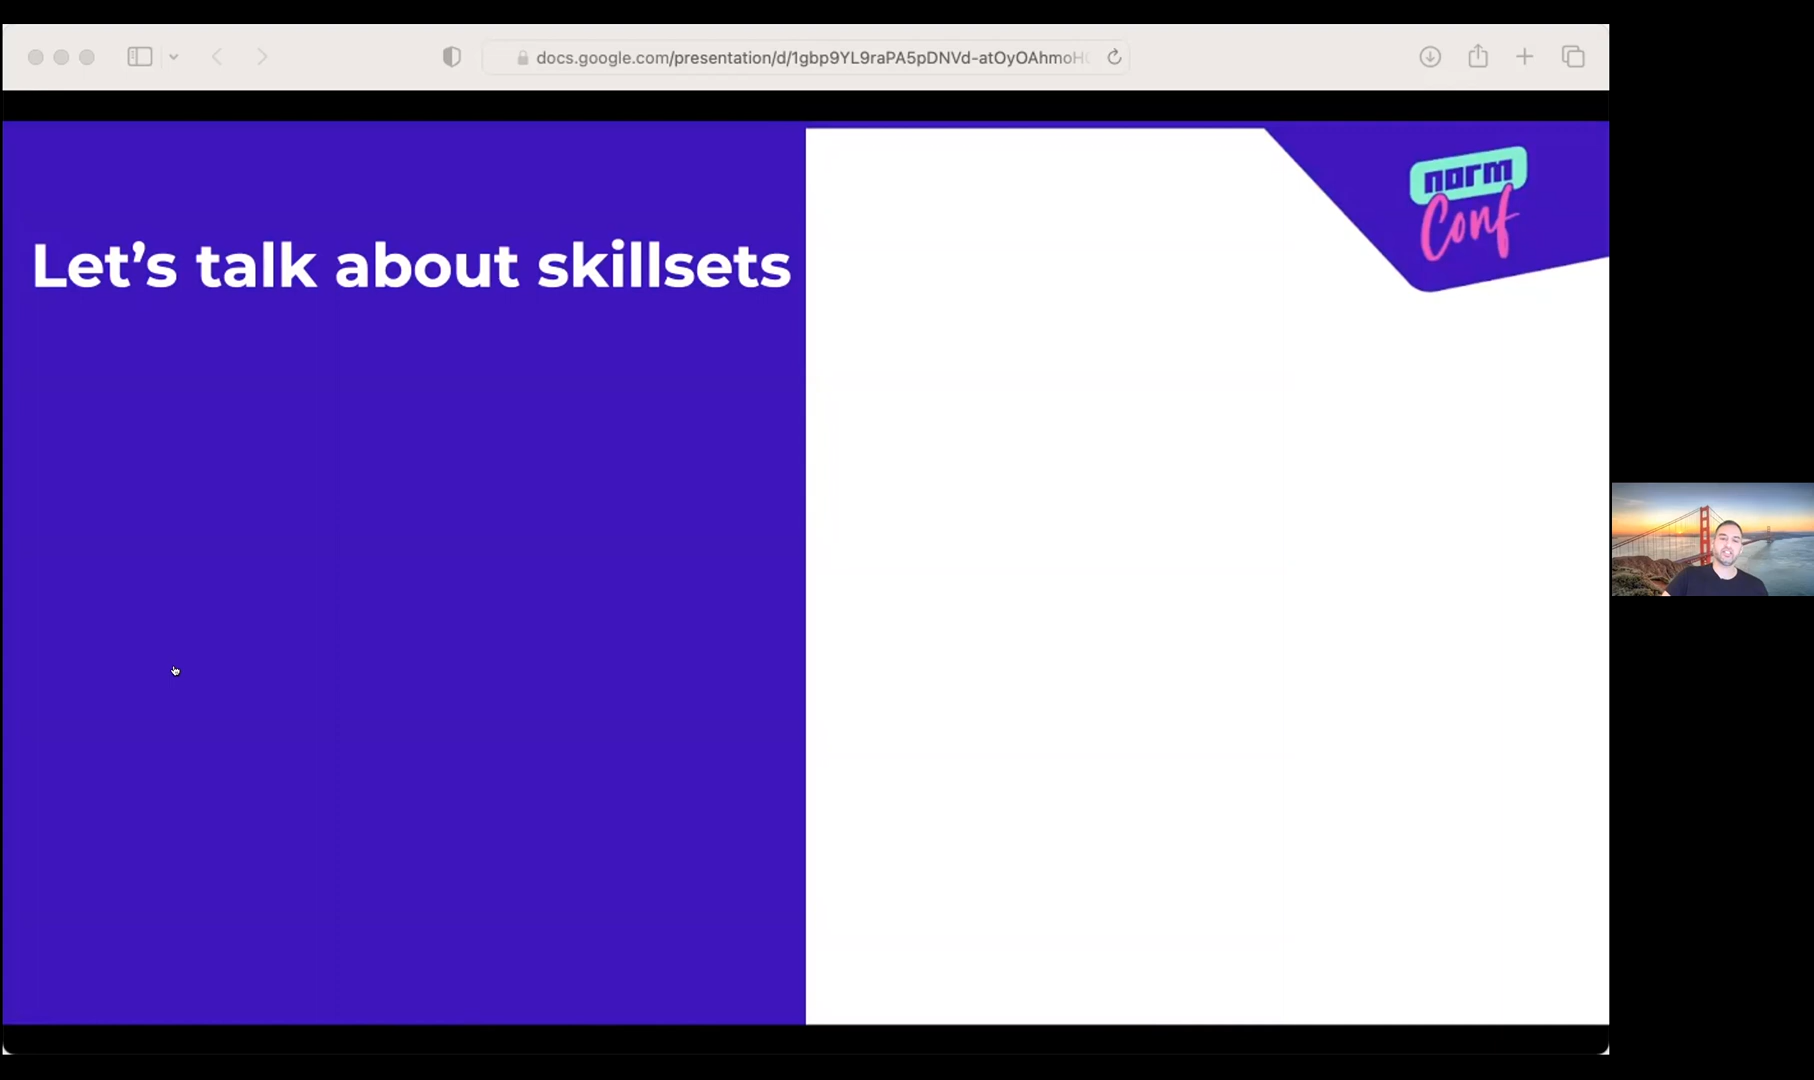 docs.google.com/presentation/d/1gbp9YL9raPA5pDNVd-atOyOAhmoH
norm
Conf
Let's talk about skillsets